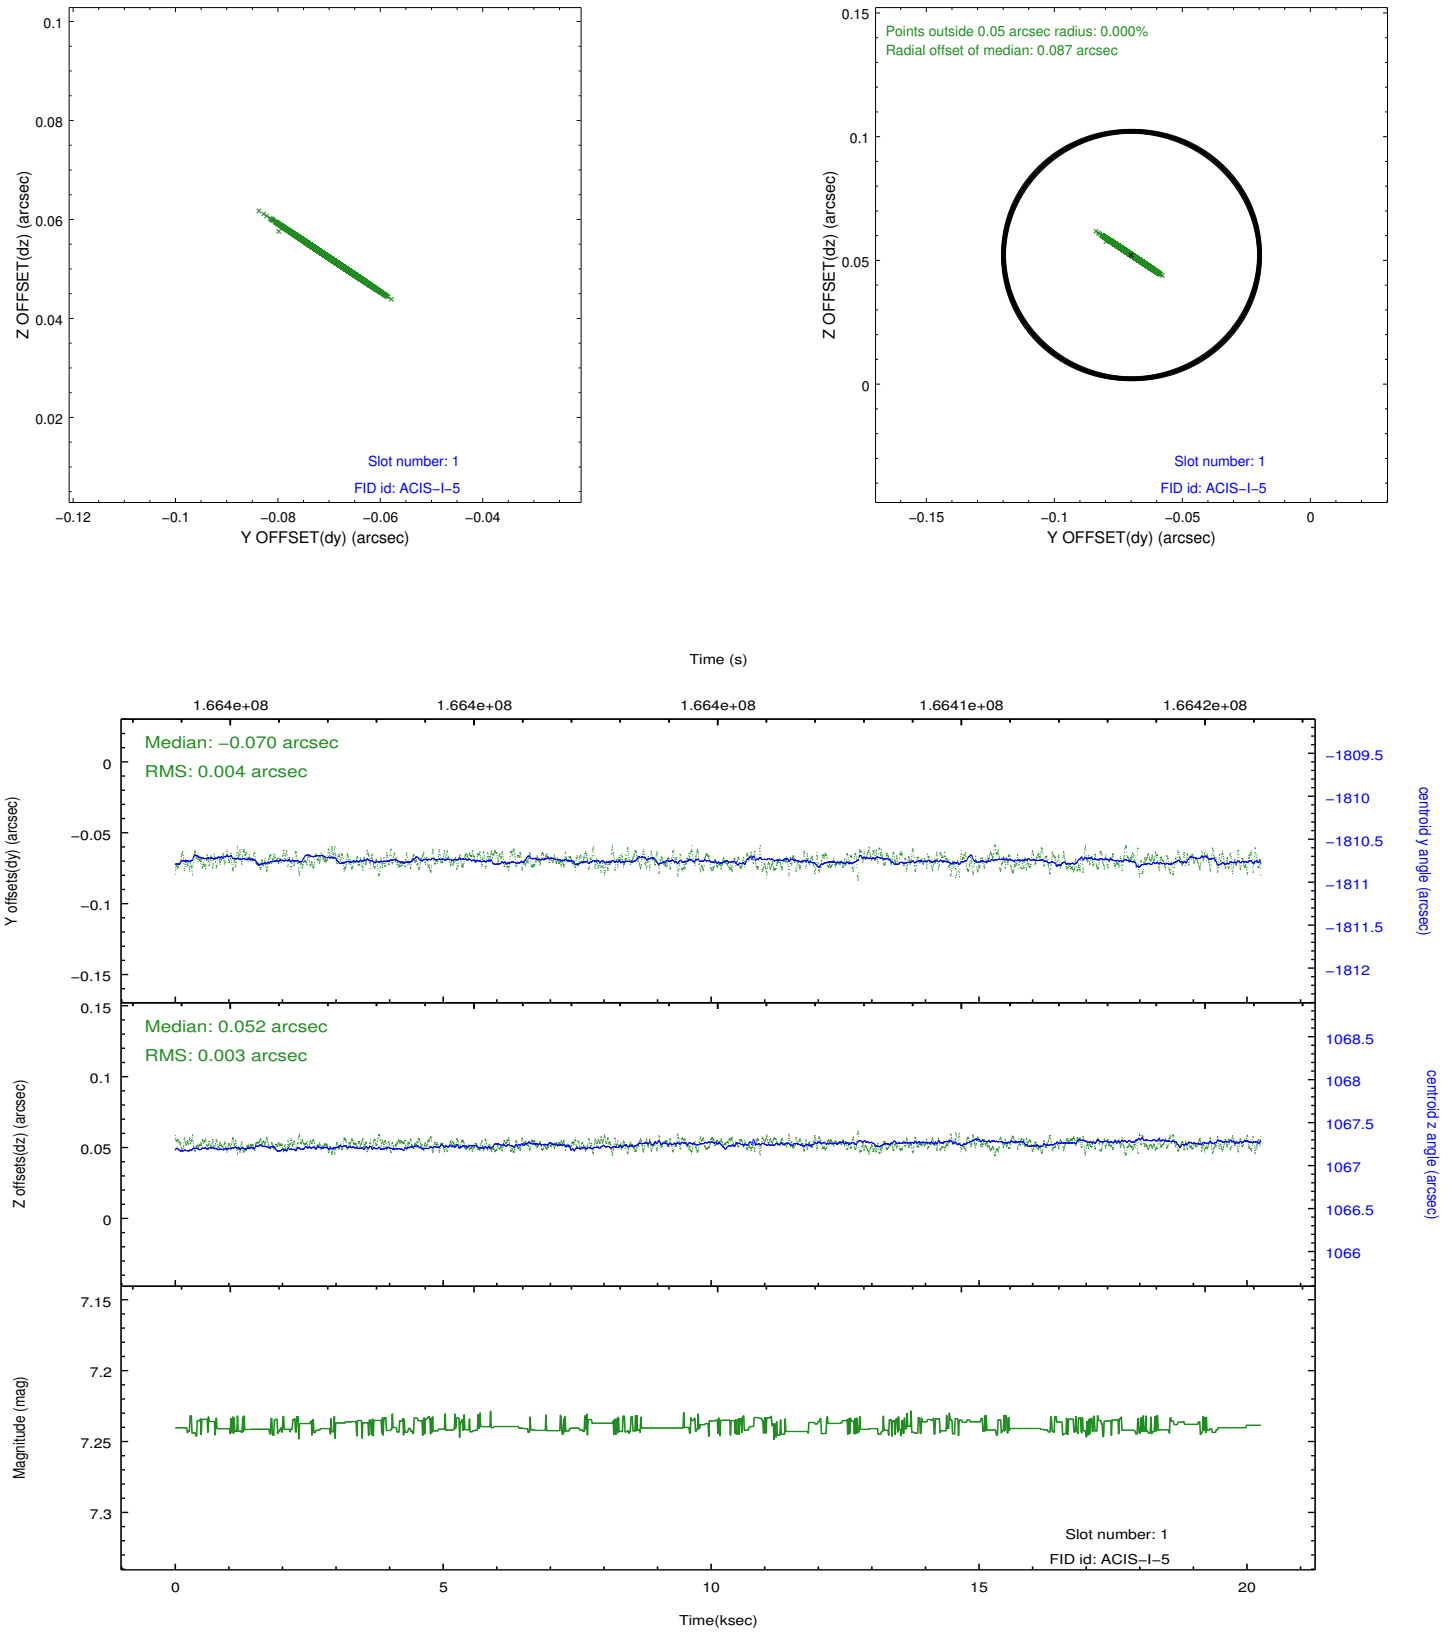 0.1
0.08
0.06
0.04
0.02
Z OFFSET(dz) (arcsec)
Slot number: 1
FID id: ACIS−I−5
−0.12
−0.1
−0.08
−0.06
−0.04
Y OFFSET(dy) (arcsec)
0.15
0.1
0.05
0
Z OFFSET(dz) (arcsec)
Points outside 0.05 arcsec radius: 0.000%
Radial offset of median: 0.087 arcsec
Slot number: 1
FID id: ACIS−I−5
−0.15
−0.1
−0.05
0
Y OFFSET(dy) (arcsec)
Time (s)
1.664e+08
1.664e+08
1.664e+08
1.6641e+08
1.6642e+08
Median: −0.070 arcsec
RMS: 0.004 arcsec
0
−0.05
−0.1
−0.15
Y offsets(dy) (arcsec)
−1809.5
−1810
−1810.5
−1811
−1811.5
−1812
centroid y angle (arcsec)
Median: 0.052 arcsec
RMS: 0.003 arcsec
0.15
0.1
0.05
0
Z offsets(dz) (arcsec)
1068.5
1068
1067.5
1067
1066.5
1066
centroid z angle (arcsec)
7.15
7.2
7.25
7.3
Magnitude (mag)
Slot number: 1
FID id: ACIS−I−5
0
5
10
15
20
Time(ksec)